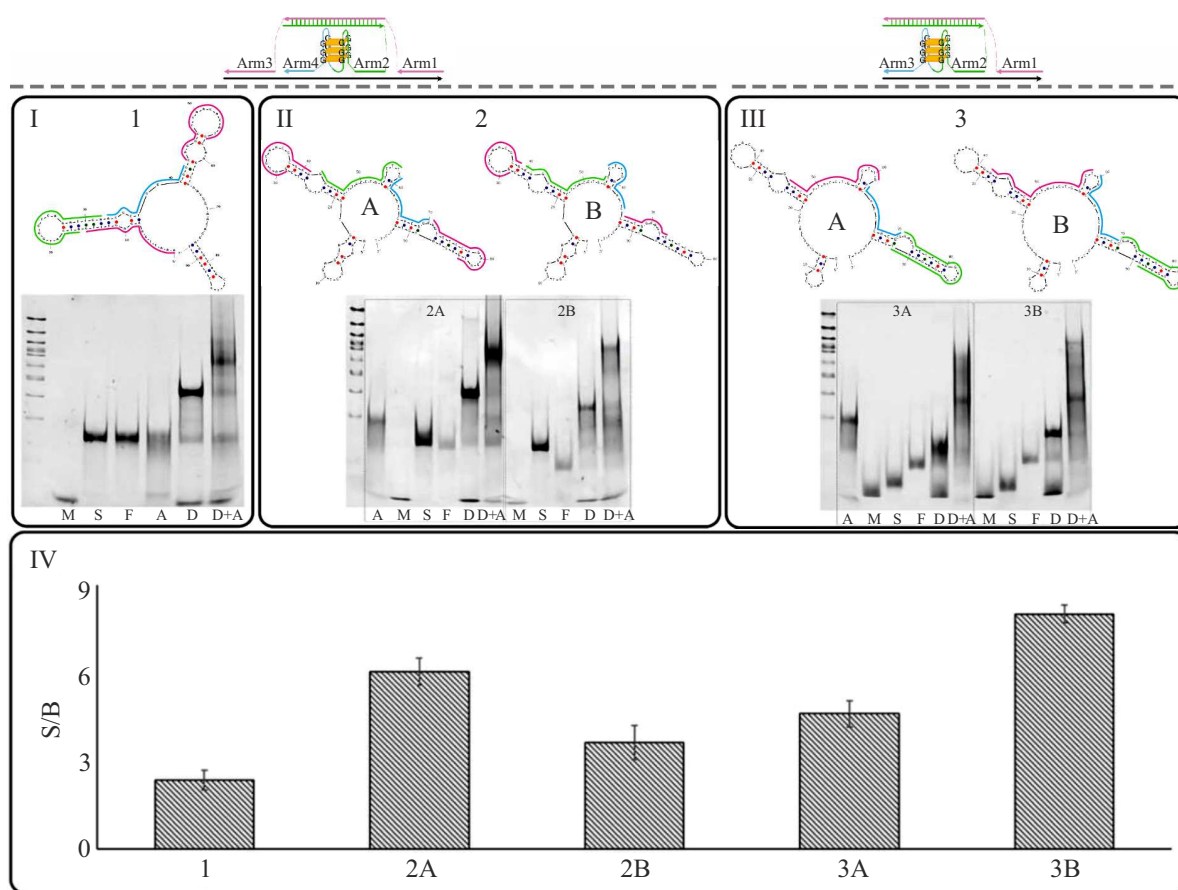 Arm3 Arm4 Arm2 Arm1
Arm3 Arm2 Arm1
I 1
II 2
III 3
A
B
A
B
2A 2B
3A 3B
M S F A D D+A
A M S F D D+A M S F D D+A
A M S F D D+A M S F D D+A
IV
9
6
3
0
S/B
1 2A 2B 3A 3B